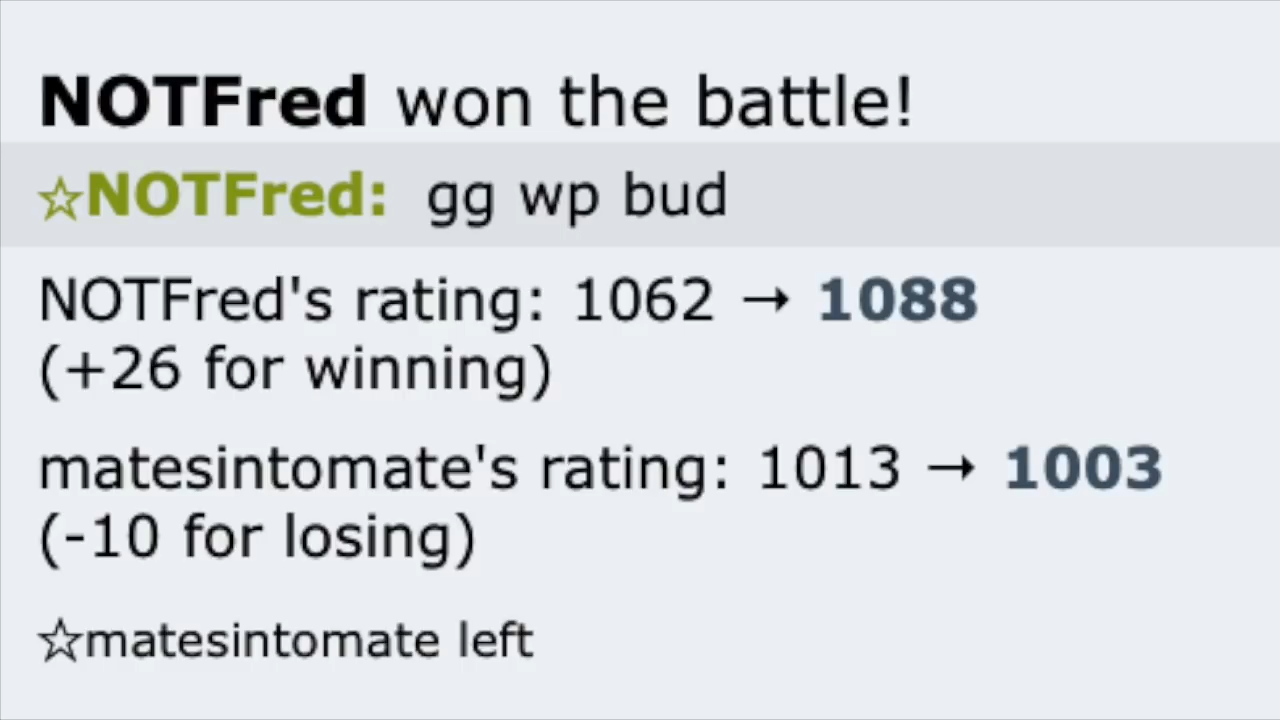 NOTFred won the battle!
☆NOTFred: gg wp bud
NOTFred's rating: 1062 → 1088
(+26 for winning)
matesintomate's rating: 1013 → 1003
(-10 for losing)
☆matesintomate left